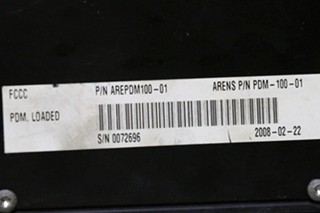 FCCC P/N AREPDM100-01 ARENS P/N PDM-100-01
PDM, LOADED
S/N 0072696 2008-02-22